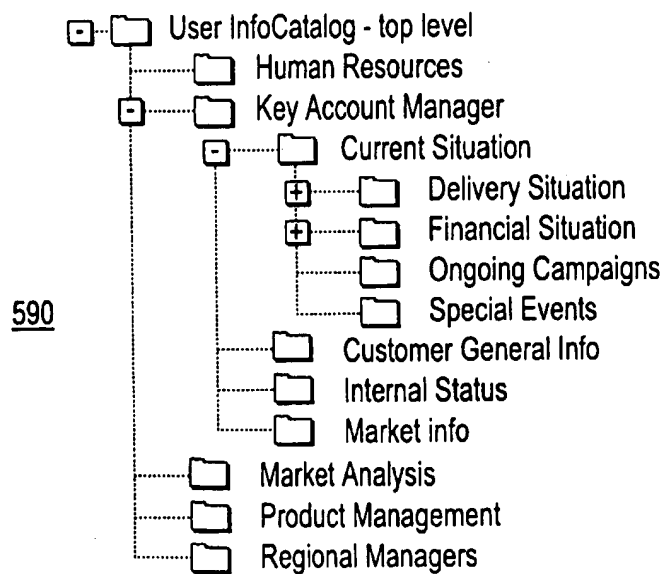 User InfoCatalog - top level
Human Resources
Key Account Manager
Current Situation
Delivery Situation
Financial Situation
Ongoing Campaigns
Special Events
590
Customer General Info
Internal Status
Market info
Market Analysis
Product Management
Regional Managers